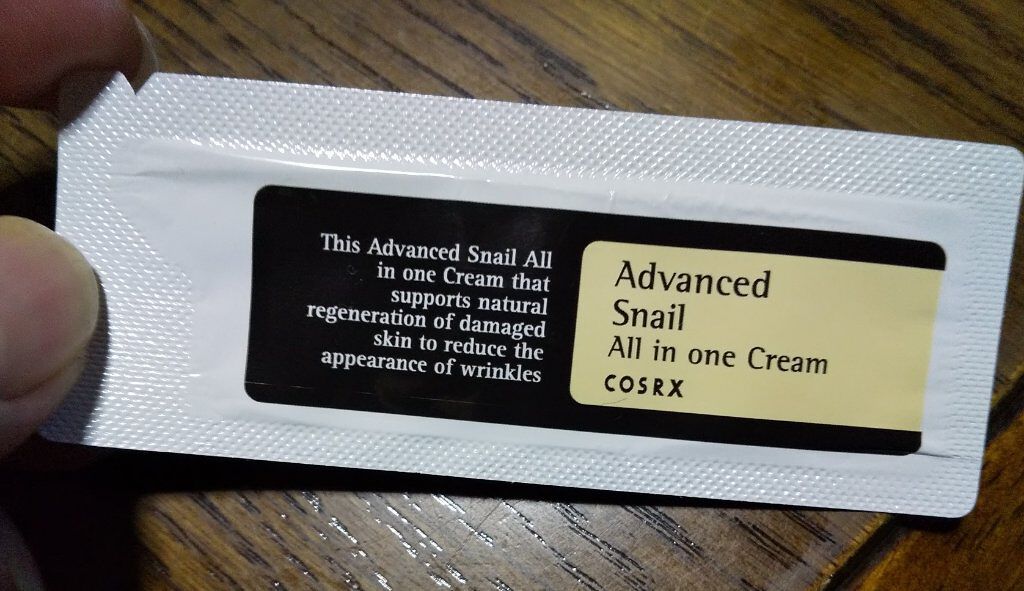 This Advanced Snail All
in one Cream that
supports natural
regeneration of damaged
skin to reduce the
appearance of wrinkles
Advanced
Snail
All in one Cream
COSRX